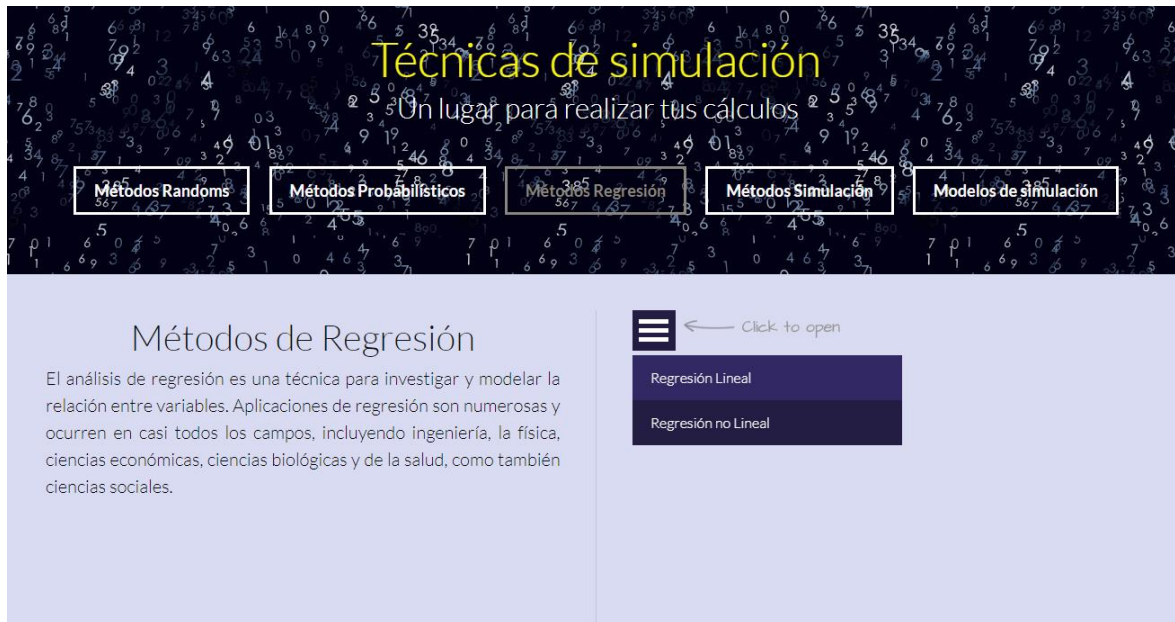 Técnicas de simulación
Un lugar para realizar tus cálculos
Métodos Randoms
Métodos Probabilísticos
Métodos Regresión
Métodos Simulación
Modelos de simulación
Métodos de Regresión
El análisis de regresión es una técnica para investigar y modelar la
relación entre variables. Aplicaciones de regresión son numerosas y
ocurren en casi todos los campos, incluyendo ingeniería, la física,
ciencias económicas, ciencias biológicas y de la salud, como también
ciencias sociales.
Click to open
Regresión Lineal
Regresión no Lineal